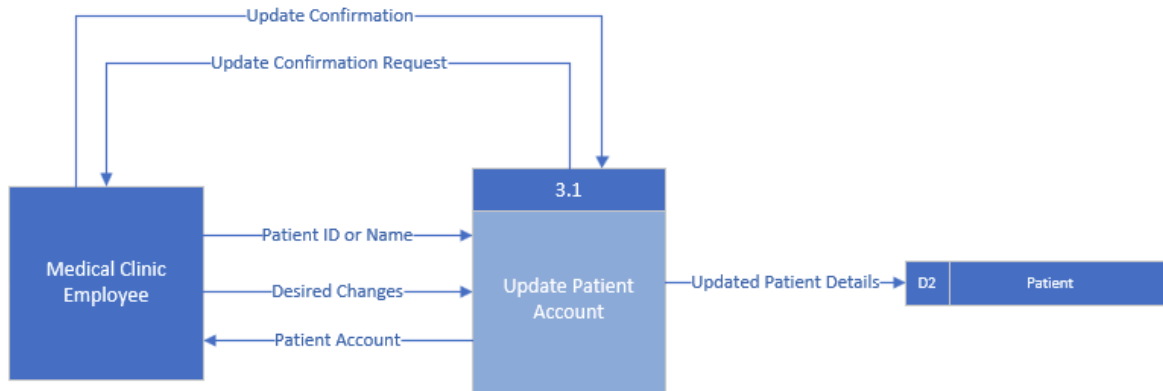 Update Confirmation
Update Confirmation Request
3.1
Patient ID or Name
Medical Clinic
Employee
Desired Changes
Update Patient
Account
Updated Patient Details
D2
Patient
Patient Account